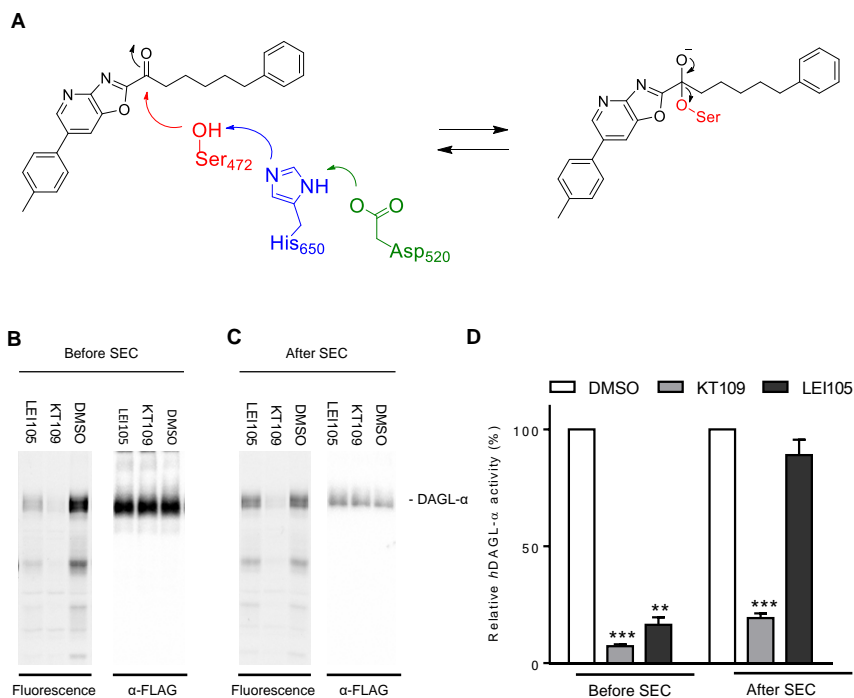 A
O
N
N
O
OH
Ser472
N
NH
His650
O
O
Asp520
O
–
N
N
O
O
Ser
B
Before SEC
LEI105
KT109
DMSO
LEI105
KT109
DMSO
Fluorescence
α-FLAG
C
After SEC
LEI105
KT109
DMSO
LEI105
KT109
DMSO
- DAGL-α
Fluorescence
α-FLAG
D
DMSO
KT109
LEI105
Relative hDAGL-α activity (%)
100
50
0
***
**
***
Before SEC
After SEC